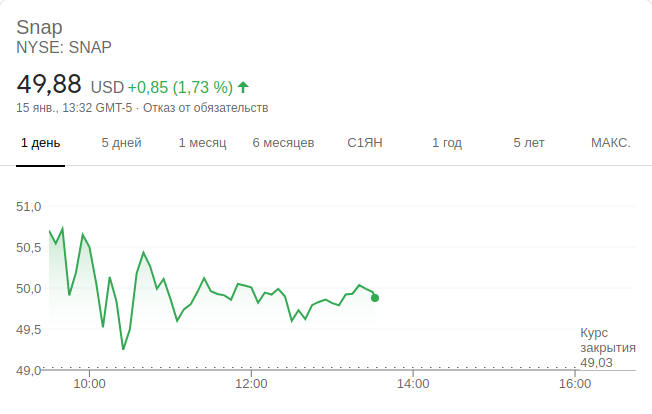 Snap
NYSE: SNAP
49,88 USD +0,85 (1,73 %)
15 янв., 13:32 GMT-5 · Отказ от обязательств
1 день 5 дней 1 месяц 6 месяцев С1ЯН 1 год 5 лет МАКС.
51,0
50,5
50,0
49,5
49,0
Курс
закрытия
49,03
10:00 12:00 14:00 16:00